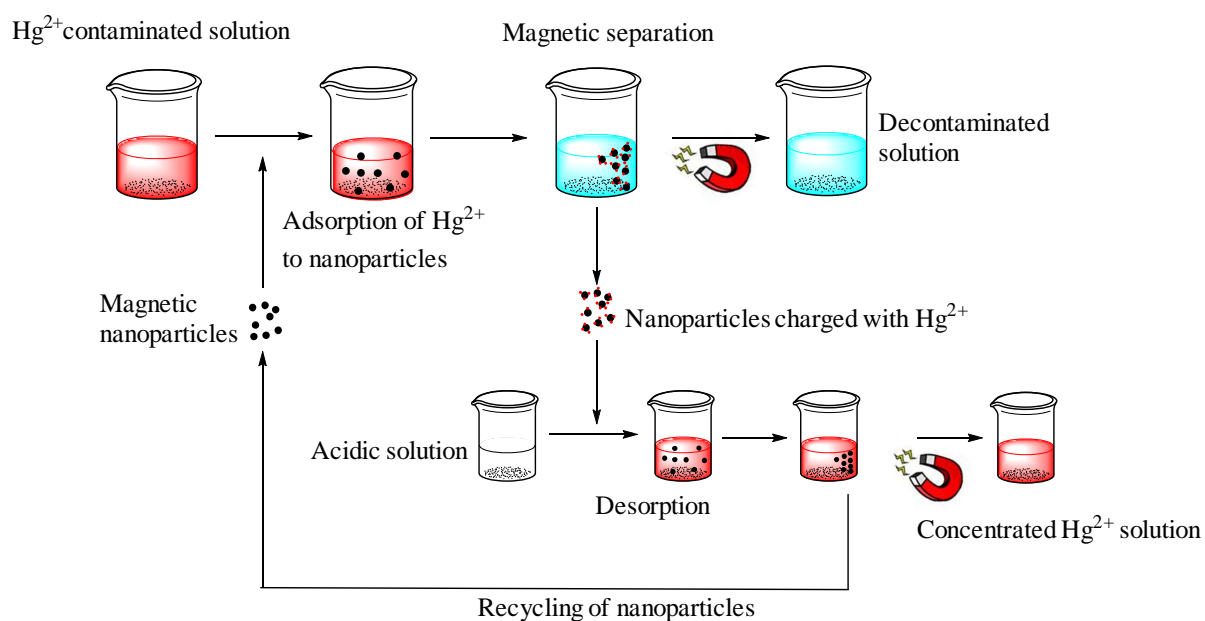 Hg²⁺contaminated solution
Magnetic separation
Decontaminated
solution
Adsorption of Hg²⁺
to nanoparticles
Magnetic
nanoparticles
Nanoparticles charged with Hg²⁺
Acidic solution
Desorption
Concentrated Hg²⁺ solution
Recycling of nanoparticles